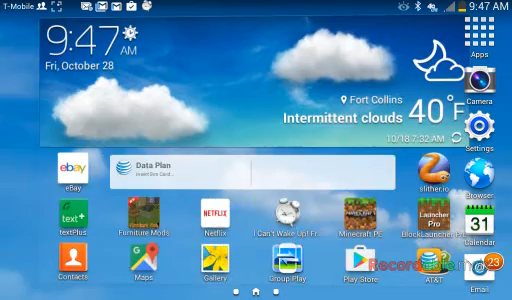 T-Mobile
9:47 AM
9:47 AM
Fri, October 28
Fort Collins
Intermittent clouds 40°F
10/18 7:32 AM
Apps
Camera
Settings
Data Plan
ebay
eBay
slither.io
Browser
text+
textPlus
Furniture Mods
NETFLIX
Netflix
I Can't Wake Up! Fr..
Minecraft PE
Launcher
Pro
BlockLauncher Pro
31
Calendar
Contacts
Maps
Gallery
Group Play
Play Store
AT&T
23
@
Email